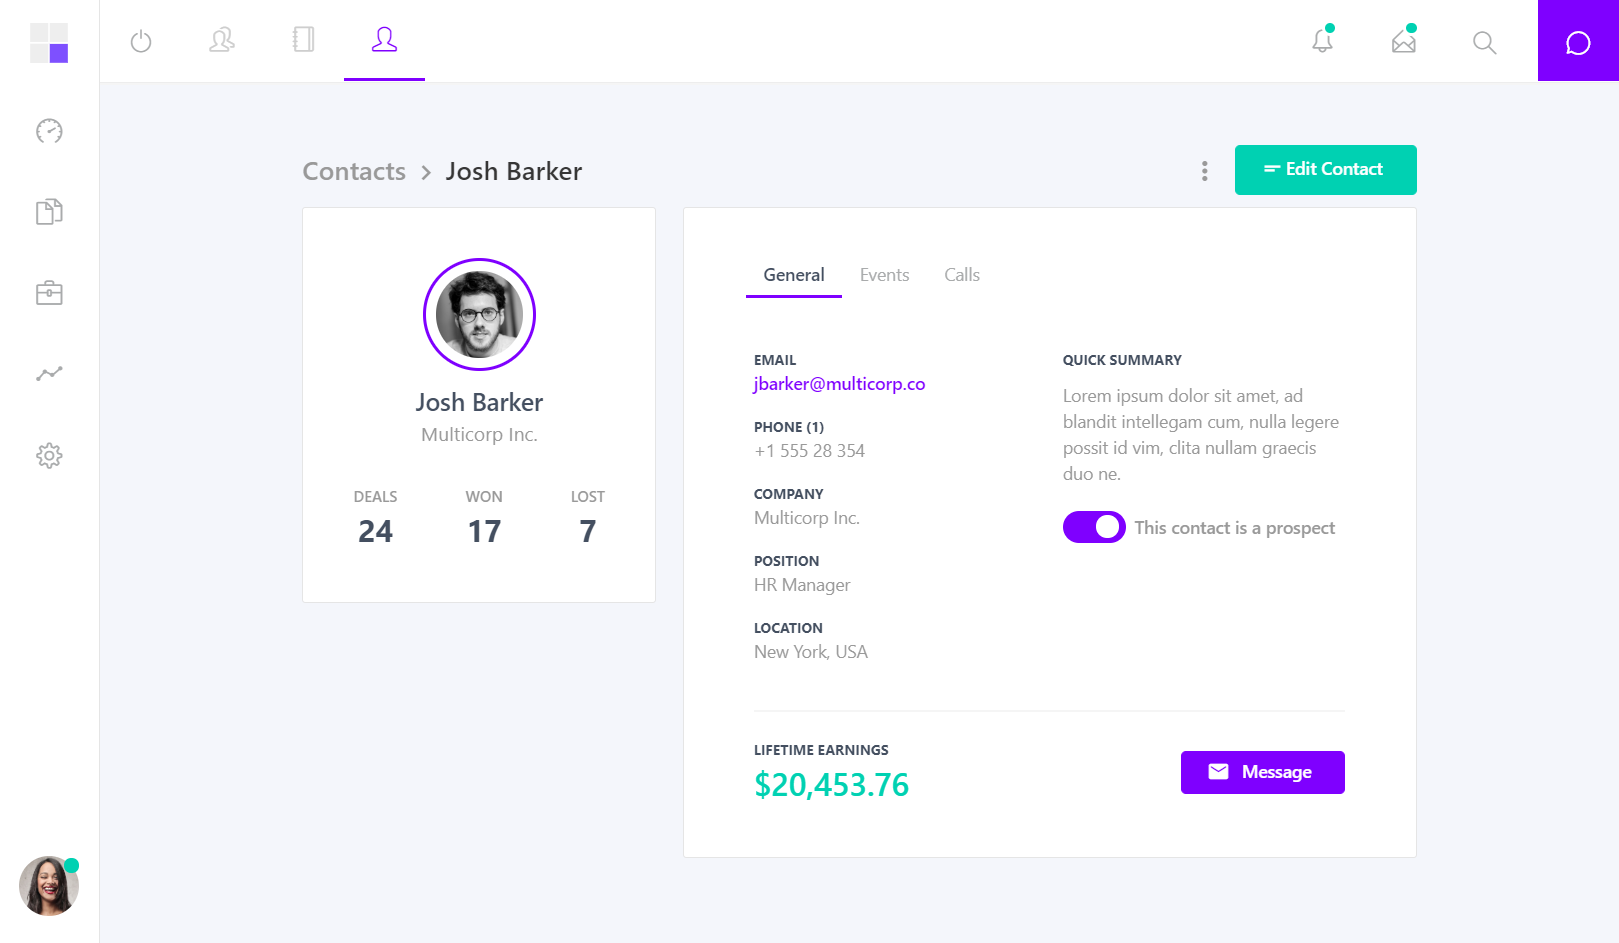 Contacts > Josh Barker
Edit Contact
Josh Barker
Multicorp Inc.
DEALS WON LOST
24 17 7
General Events Calls
EMAIL
jbarker@multicorp.co
PHONE (1)
+1 555 28 354
COMPANY
Multicorp Inc.
POSITION
HR Manager
LOCATION
New York, USA
QUICK SUMMARY
Lorem ipsum dolor sit amet, ad
blandit intellegam cum, nulla legere
possit id vim, clita nullam graecis
duo ne.
This contact is a prospect
LIFETIME EARNINGS
$20,453.76
Message